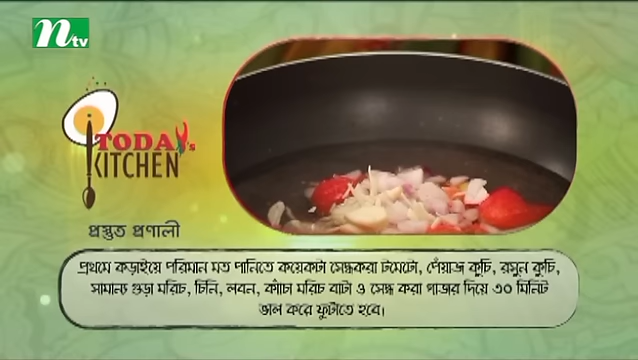 ntv
TODAY's
KITCHEN
প্রস্তুত প্রণালী
প্রথমে কড়াইয়ে পরিমান মত পানিতে কয়েকটা সেদ্ধকরা টমেটো, পেঁয়াজ কুচি, রসুন কুচি,
সামান্য গুড়া মরিচ, চিনি, লবন, কাঁচা মরিচ বাটা ও সেদ্ধ করা গাজর দিয়ে ৩০ মিনিট
ভাল করে ফুটাতে হবে।